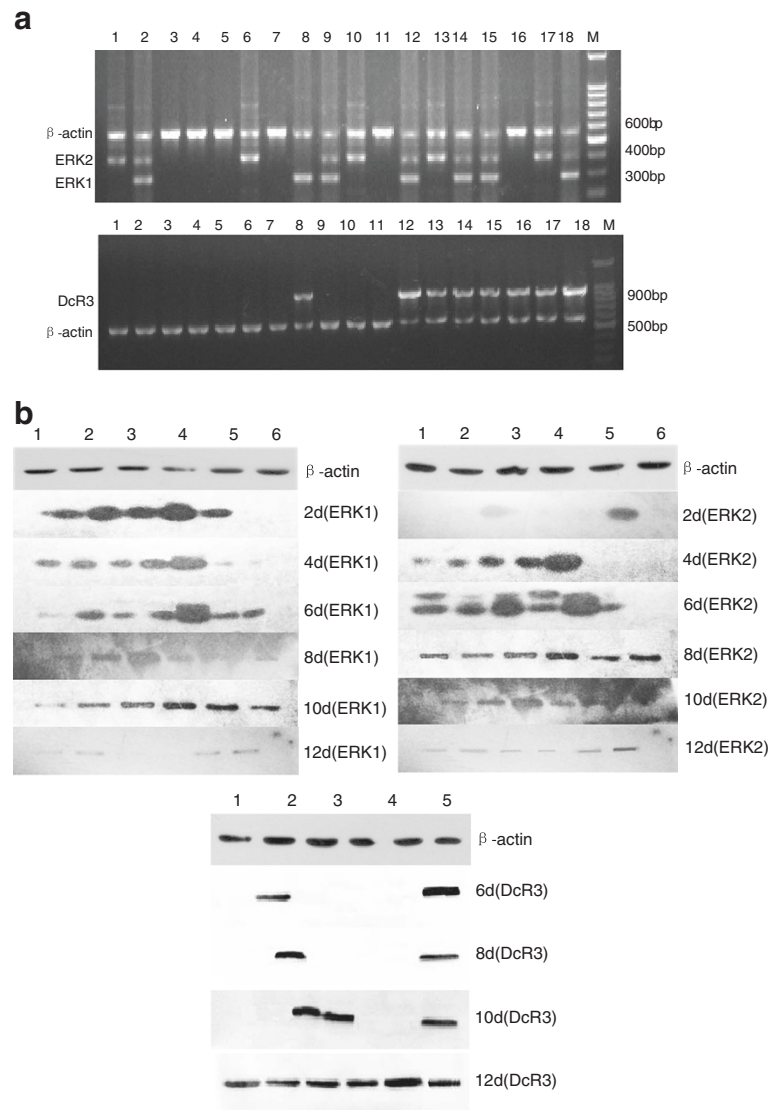 a
1 2 3 4 5 6 7 8 9 10 11 12 13 14 15 16 17 18 M
β-actin
600bp
ERK2
400bp
ERK1
300bp
1 2 3 4 5 6 7 8 9 10 11 12 13 14 15 16 17 18 M
DcR3
900bp
β-actin
500bp
b
1 2 3 4 5 6
β-actin
2d(ERK1)
4d(ERK1)
6d(ERK1)
8d(ERK1)
10d(ERK1)
12d(ERK1)
1 2 3 4 5 6
β-actin
2d(ERK2)
4d(ERK2)
6d(ERK2)
8d(ERK2)
10d(ERK2)
12d(ERK2)
1 2 3 4 5
β-actin
6d(DcR3)
8d(DcR3)
10d(DcR3)
12d(DcR3)